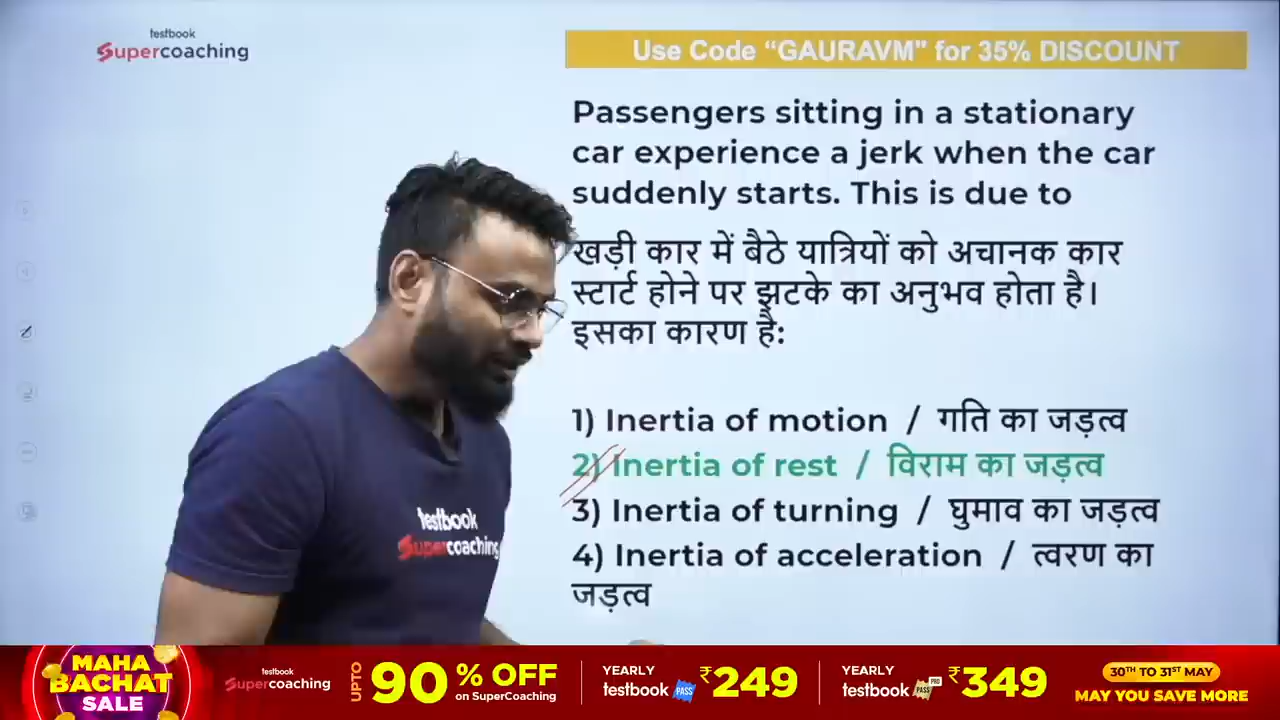 testbook
Supercoaching
Use Code “GAURAVM" for 35% DISCOUNT
Passengers sitting in a stationary
car experience a jerk when the car
suddenly starts. This is due to
खड़ी कार में बैठे यात्रियों को अचानक कार
स्टार्ट होने पर झटके का अनुभव होता है।
इसका कारण है:
1) Inertia of motion / गति का जड़त्व
2) Inertia of rest / विराम का जड़त्व
3) Inertia of turning / घुमाव का जड़त्व
4) Inertia of acceleration / त्वरण का
जड़त्व
testbook
Supercoaching
MAHA
BACHAT
SALE
testbook
Supercoaching
UPTO
90% OFF
on SuperCoaching
YEARLY
testbook PASS
₹249
YEARLY
testbook PASS PRO
₹349
30TH TO 31ST MAY
MAY YOU SAVE MORE